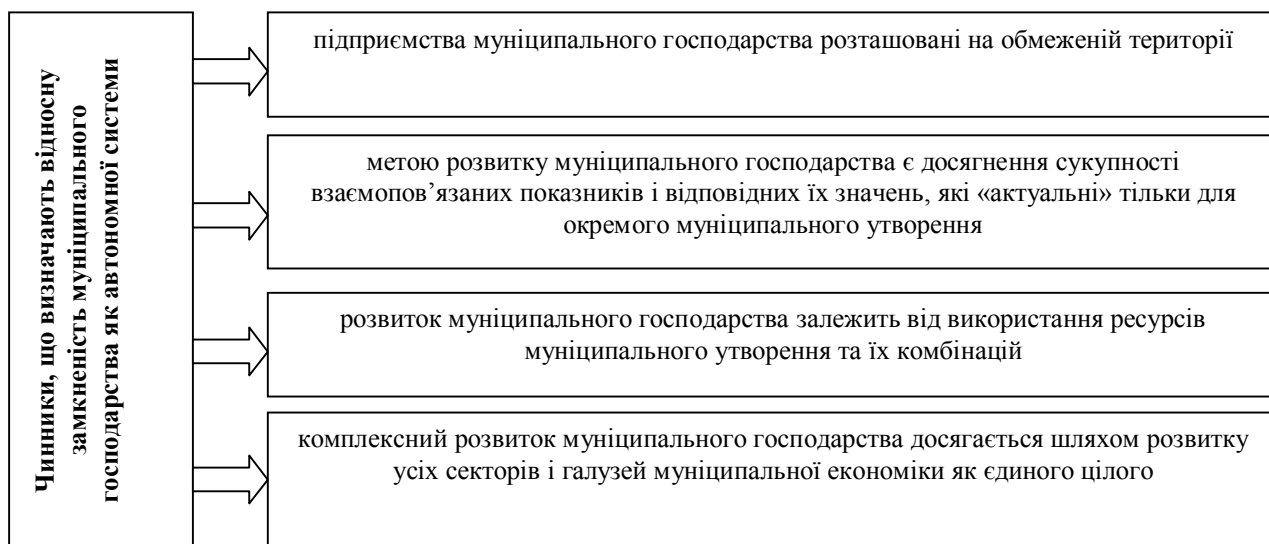 Чинники, що визначають відносну
замкненість муніципального
господарства як автономної системи
підприємства муніципального господарства розташовані на обмеженій території
метою розвитку муніципального господарства є досягнення сукупності
взаємопов’язаних показників і відповідних їх значень, які «актуальні» тільки для
окремого муніципального утворення
розвиток муніципального господарства залежить від використання ресурсів
муніципального утворення та їх комбінацій
комплексний розвиток муніципального господарства досягається шляхом розвитку
усіх секторів і галузей муніципальної економіки як єдиного цілого